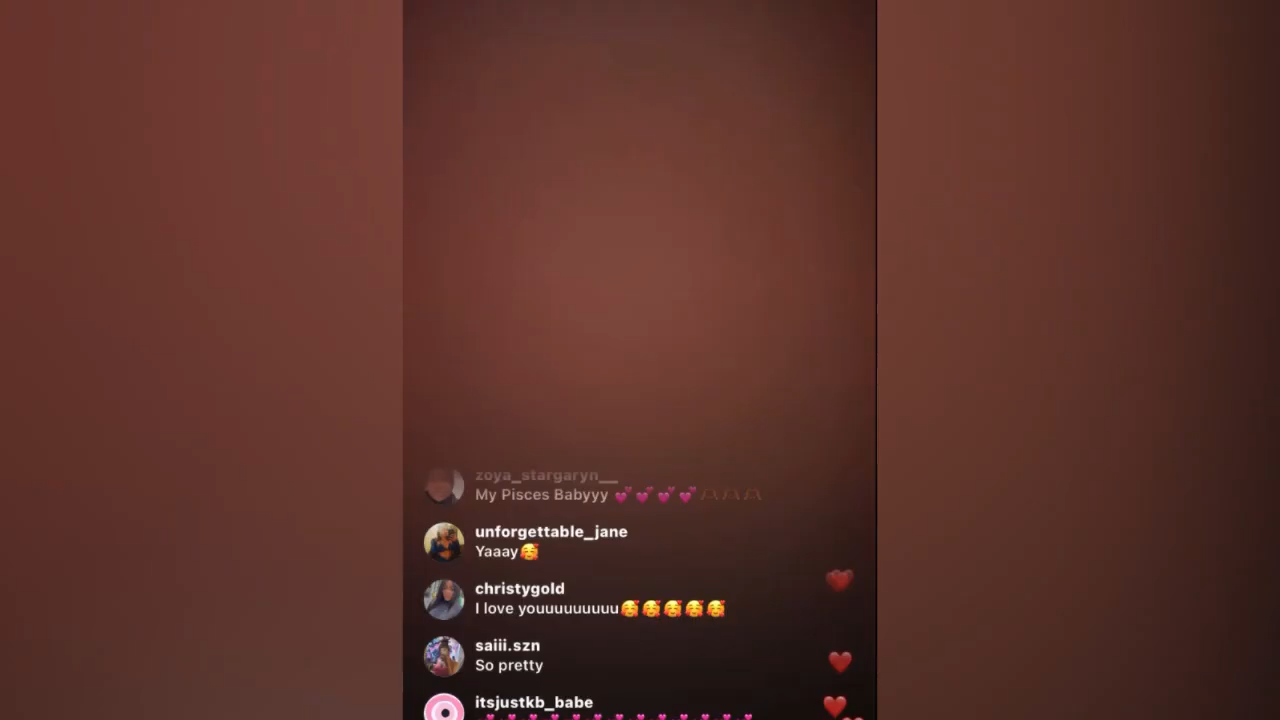 zoya_stargaryn__
My Pisces Babyyy 💕💕💕💕🫶🏾🫶🏾🫶🏾
unforgettable_jane
Yaaay🥰
christygold
I love youuuuuuuuu🥰🥰🥰🥰🥰
saiii.szn
So pretty
itsjustkb_babe